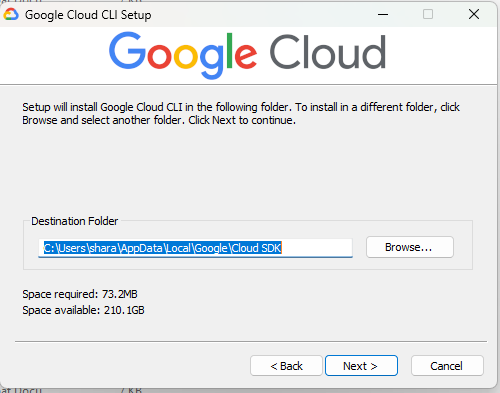 Google Cloud CLI Setup
Google Cloud
Setup will install Google Cloud CLI in the following folder. To install in a different folder, click
Browse and select another folder. Click Next to continue.
Destination Folder
C:\Users\shara\AppData\Local\Google\Cloud SDK
Browse...
Space required: 73.2MB
Space available: 210.1GB
< Back
Next >
Cancel